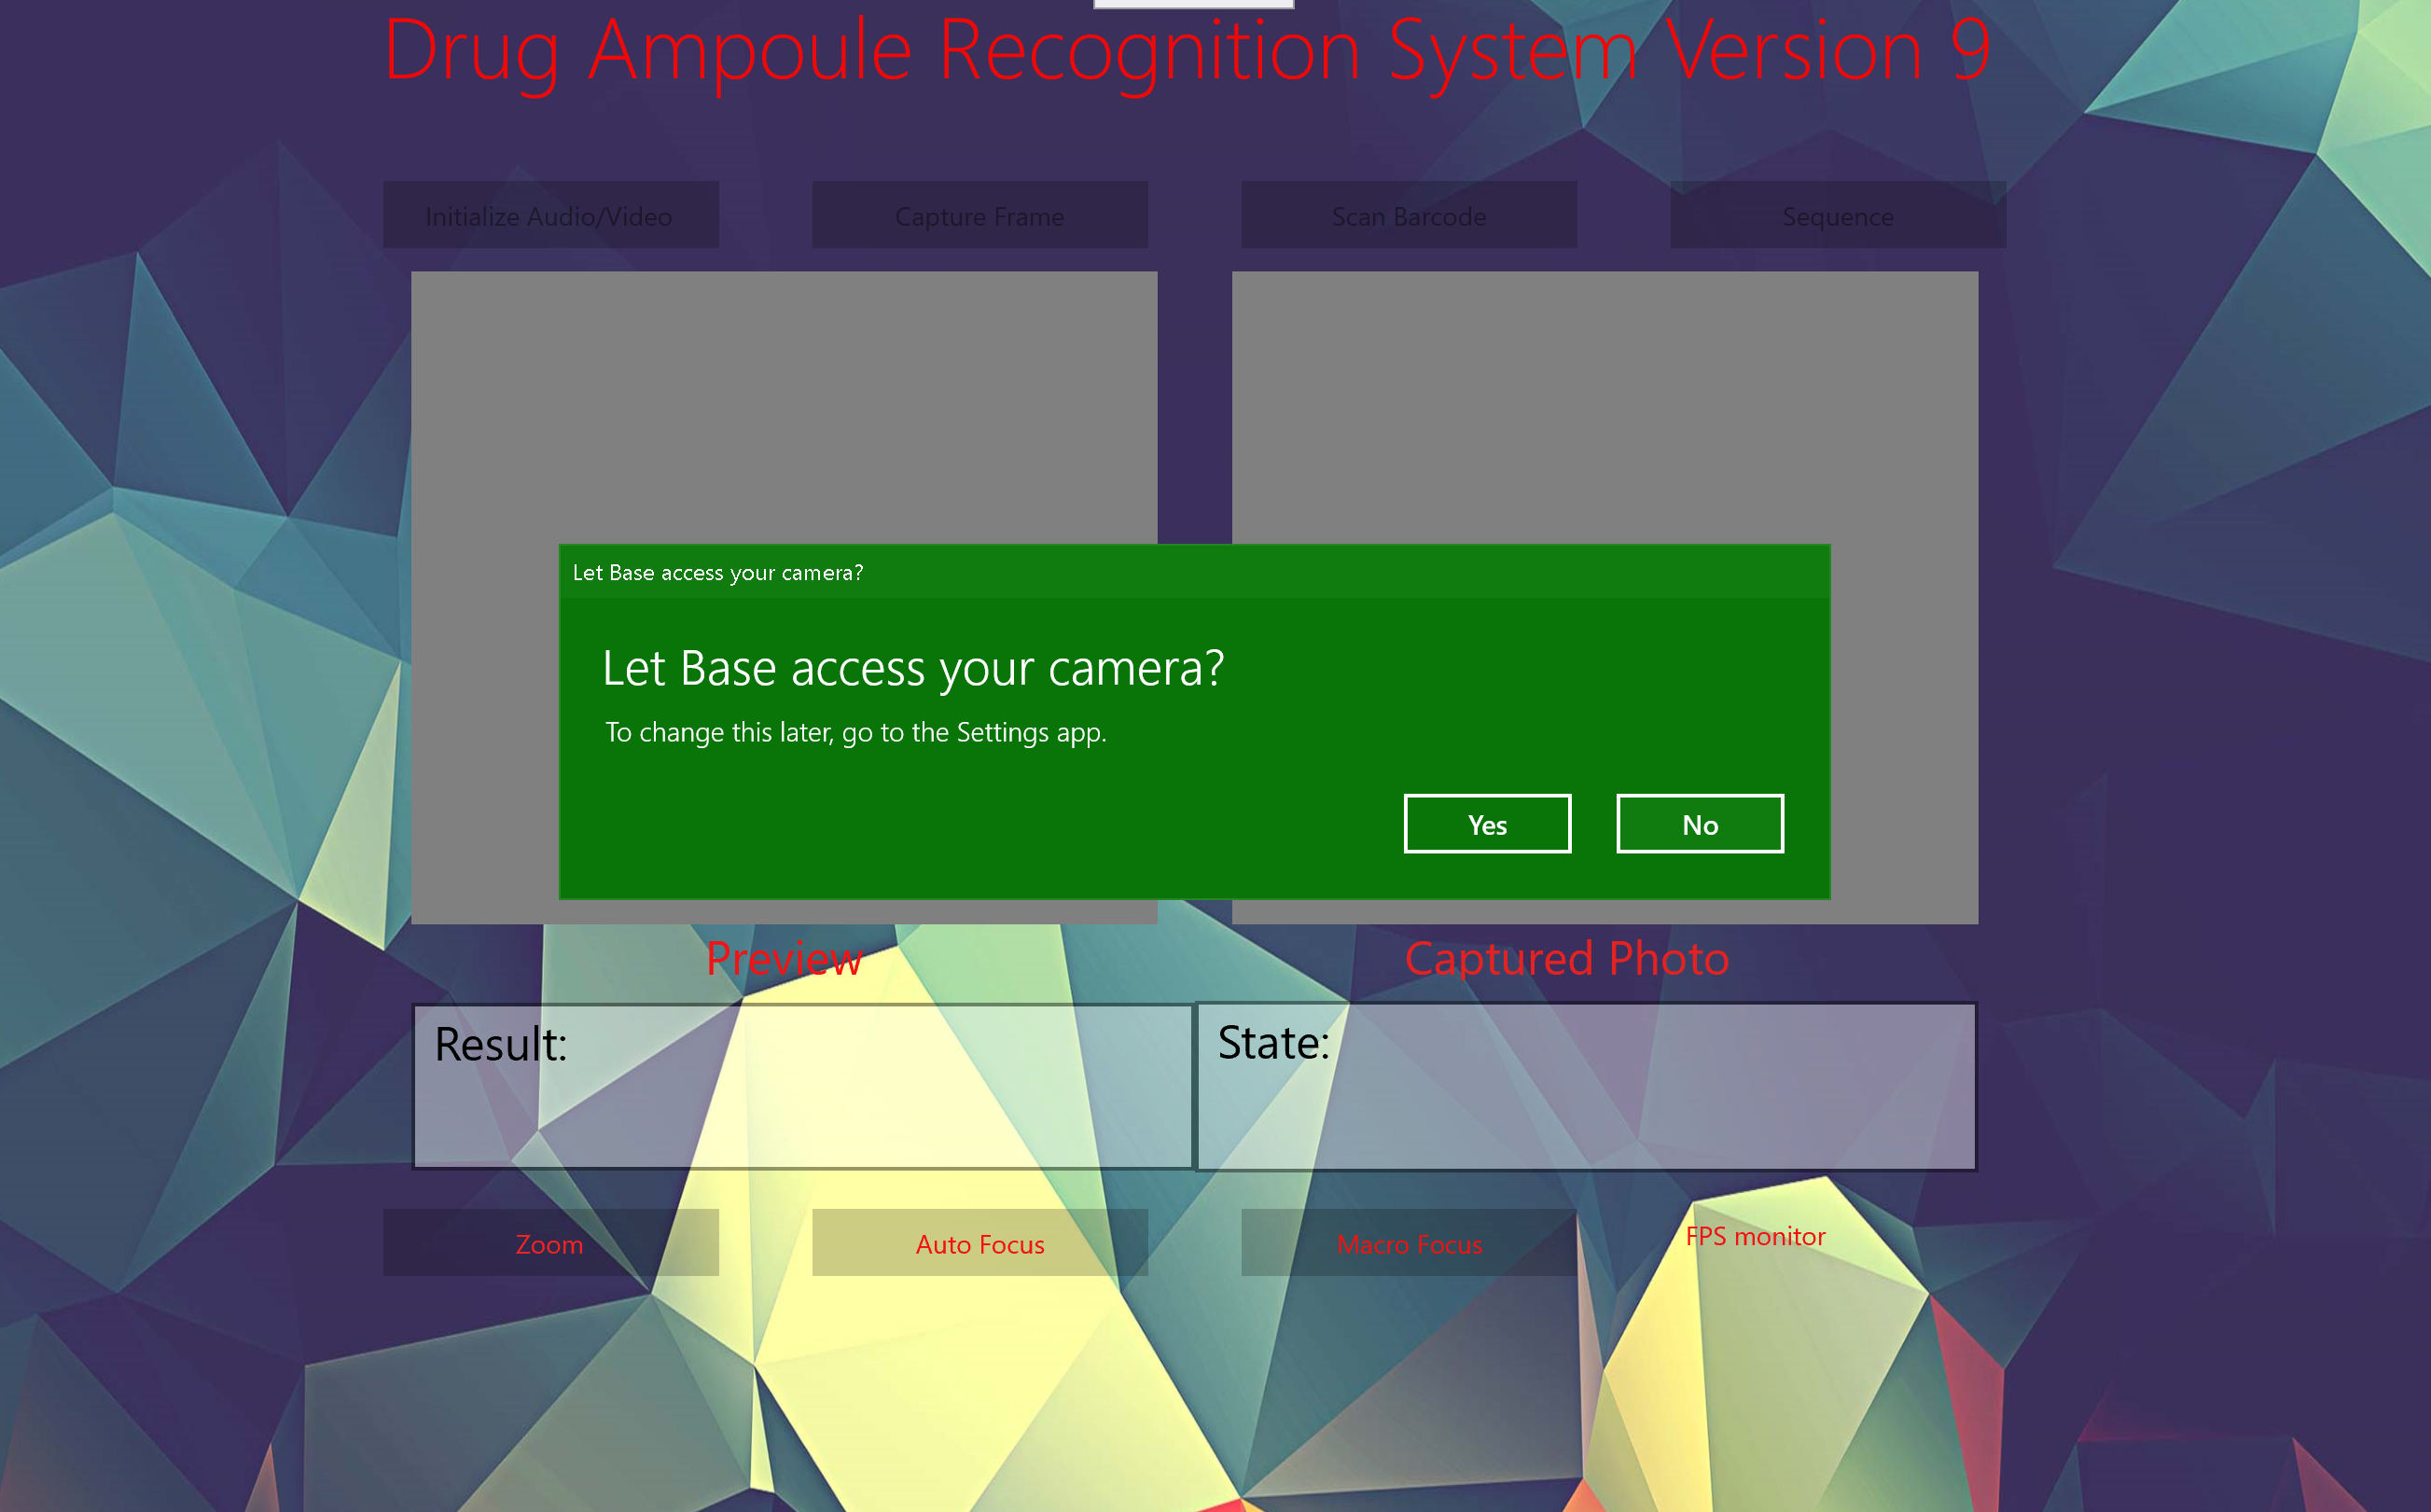 Drug Ampoule Recognition System Version 9
Initialize Audio/Video
Capture Frame
Scan Barcode
Sequence
Let Base access your camera?
Let Base access your camera?
To change this later, go to the Settings app.
Yes
No
Preview
Captured Photo
Result:
State:
Zoom
Auto Focus
Macro Focus
FPS monitor